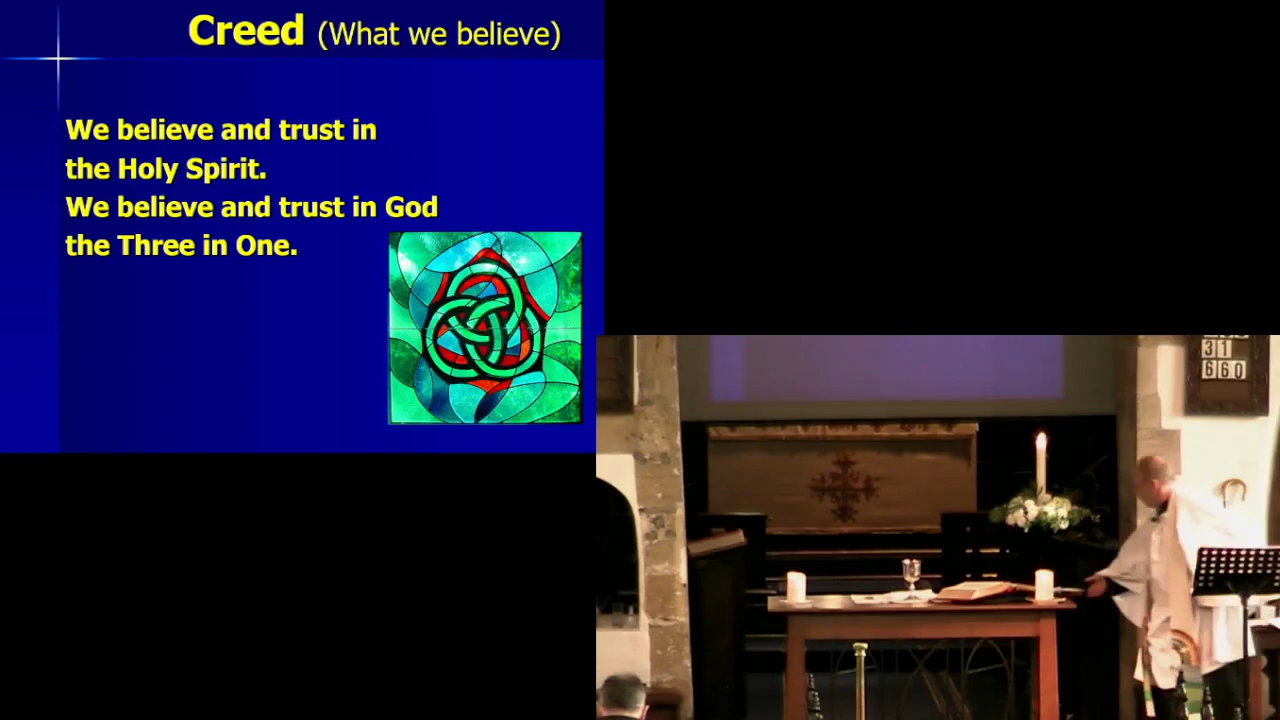 Creed (What we believe)
We believe and trust in
the Holy Spirit.
We believe and trust in God
the Three in One.
31
660